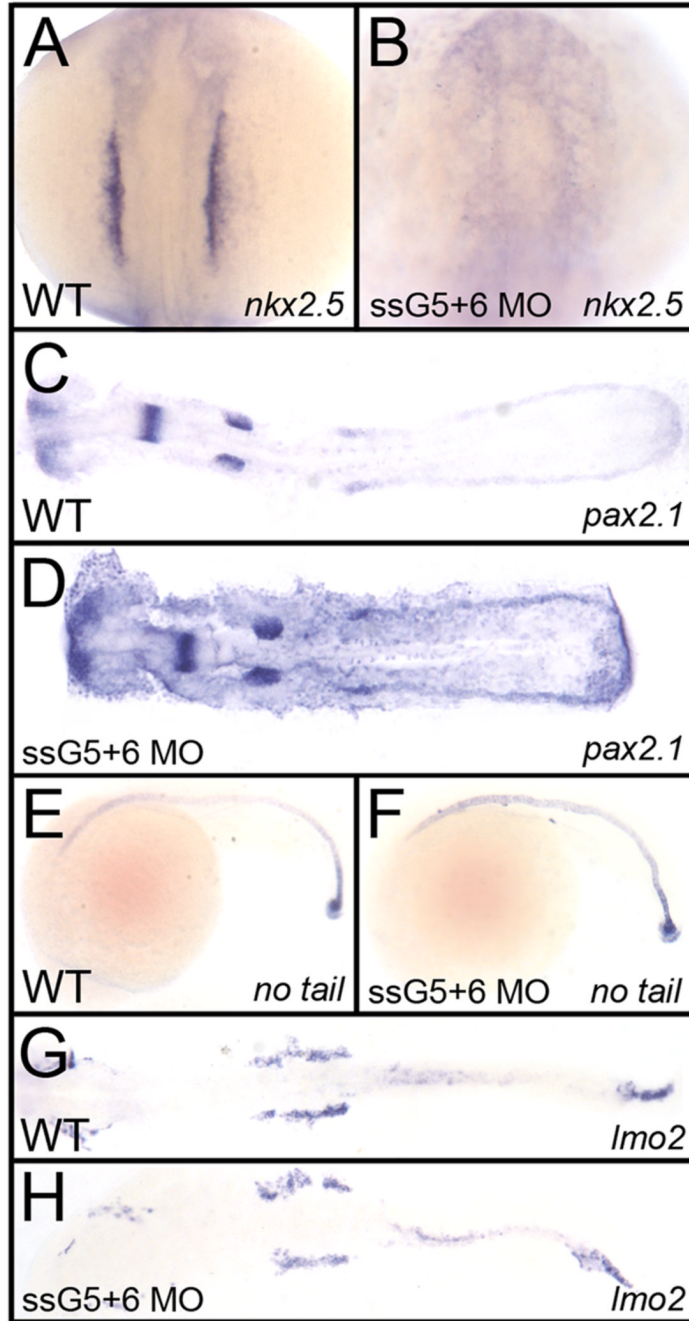 A
WT
nkx2.5
B
ssG5+6 MO
nkx2.5
C
WT
pax2.1
D
ssG5+6 MO
pax2.1
E
WT
no tail
F
ssG5+6 MO
no tail
G
WT
lmo2
H
ssG5+6 MO
lmo2